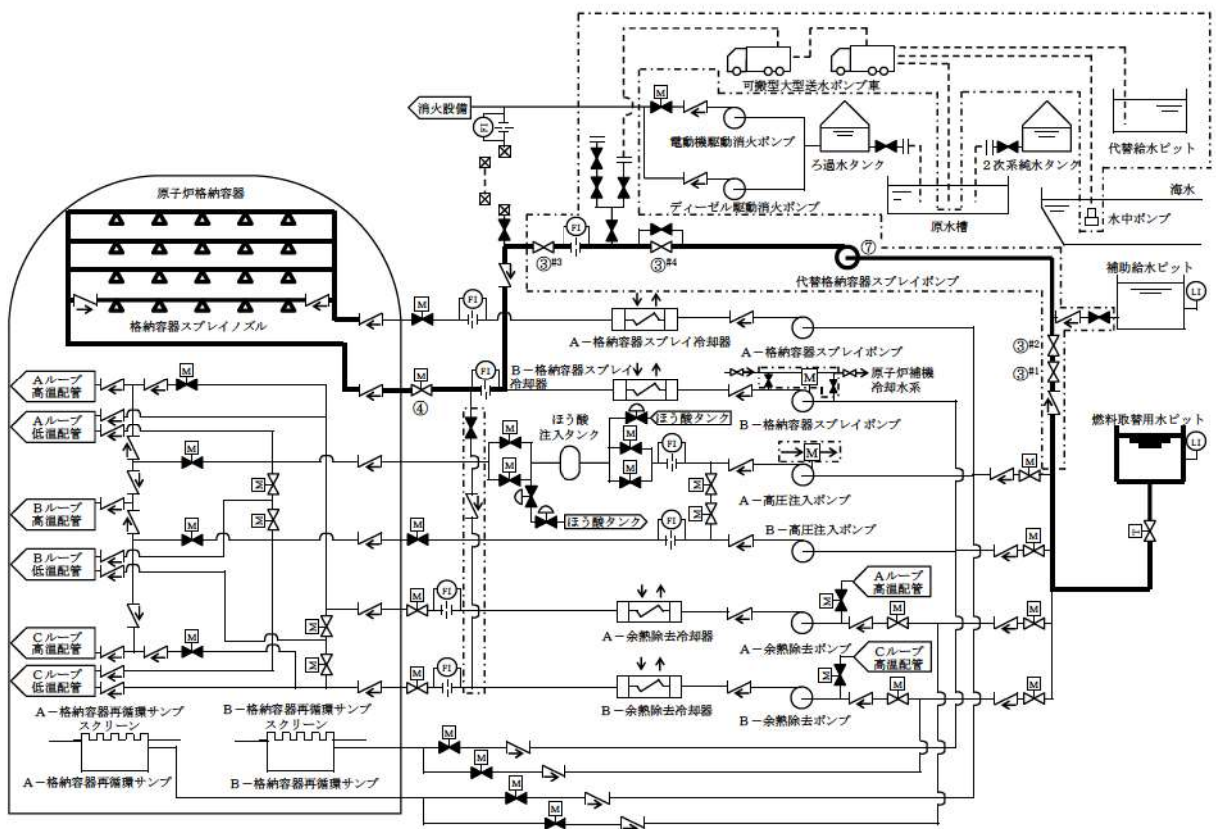 可搬型大型送水ポンプ車
消火設備
FI
M
電動機駆動消火ポンプ
ろ過水タンク
2次系純水タンク
代替給水ピット
ディーゼル駆動消火ポンプ
原水槽
海水
水中ポンプ
原子炉格納容器
FI
③#3
③#4
⑦
代替格納容器スプレイポンプ
補助給水ピット
LI
格納容器スプレイノズル
M
FI
A-格納容器スプレイ冷却器
A-格納容器スプレイポンプ
③#2
③#1
M
④
FI
B-格納容器スプレイ
冷却器
M
原子炉補機
冷却水系
B-格納容器スプレイポンプ
燃料取替用水ピット
LI
Aループ
高温配管
M
Aループ
低温配管
ほう酸
注入タンク
ほう酸タンク
M
M
M
M
M
FI
M
A-高圧注入ポンプ
M
M
M
ほう酸タンク
M
Bループ
高温配管
M
M
M
FI
B-高圧注入ポンプ
M
T
Bループ
低温配管
Aループ
高温配管
M
M
FI
A-余熱除去冷却器
A-余熱除去ポンプ
M
M
Cループ
高温配管
M
M
Cループ
高温配管
M
Cループ
低温配管
M
FI
B-余熱除去冷却器
B-余熱除去ポンプ
M
M
A-格納容器再循環サンプ
スクリーン
B-格納容器再循環サンプ
スクリーン
A-格納容器再循環サンプ
B-格納容器再循環サンプ
M
M
M
M